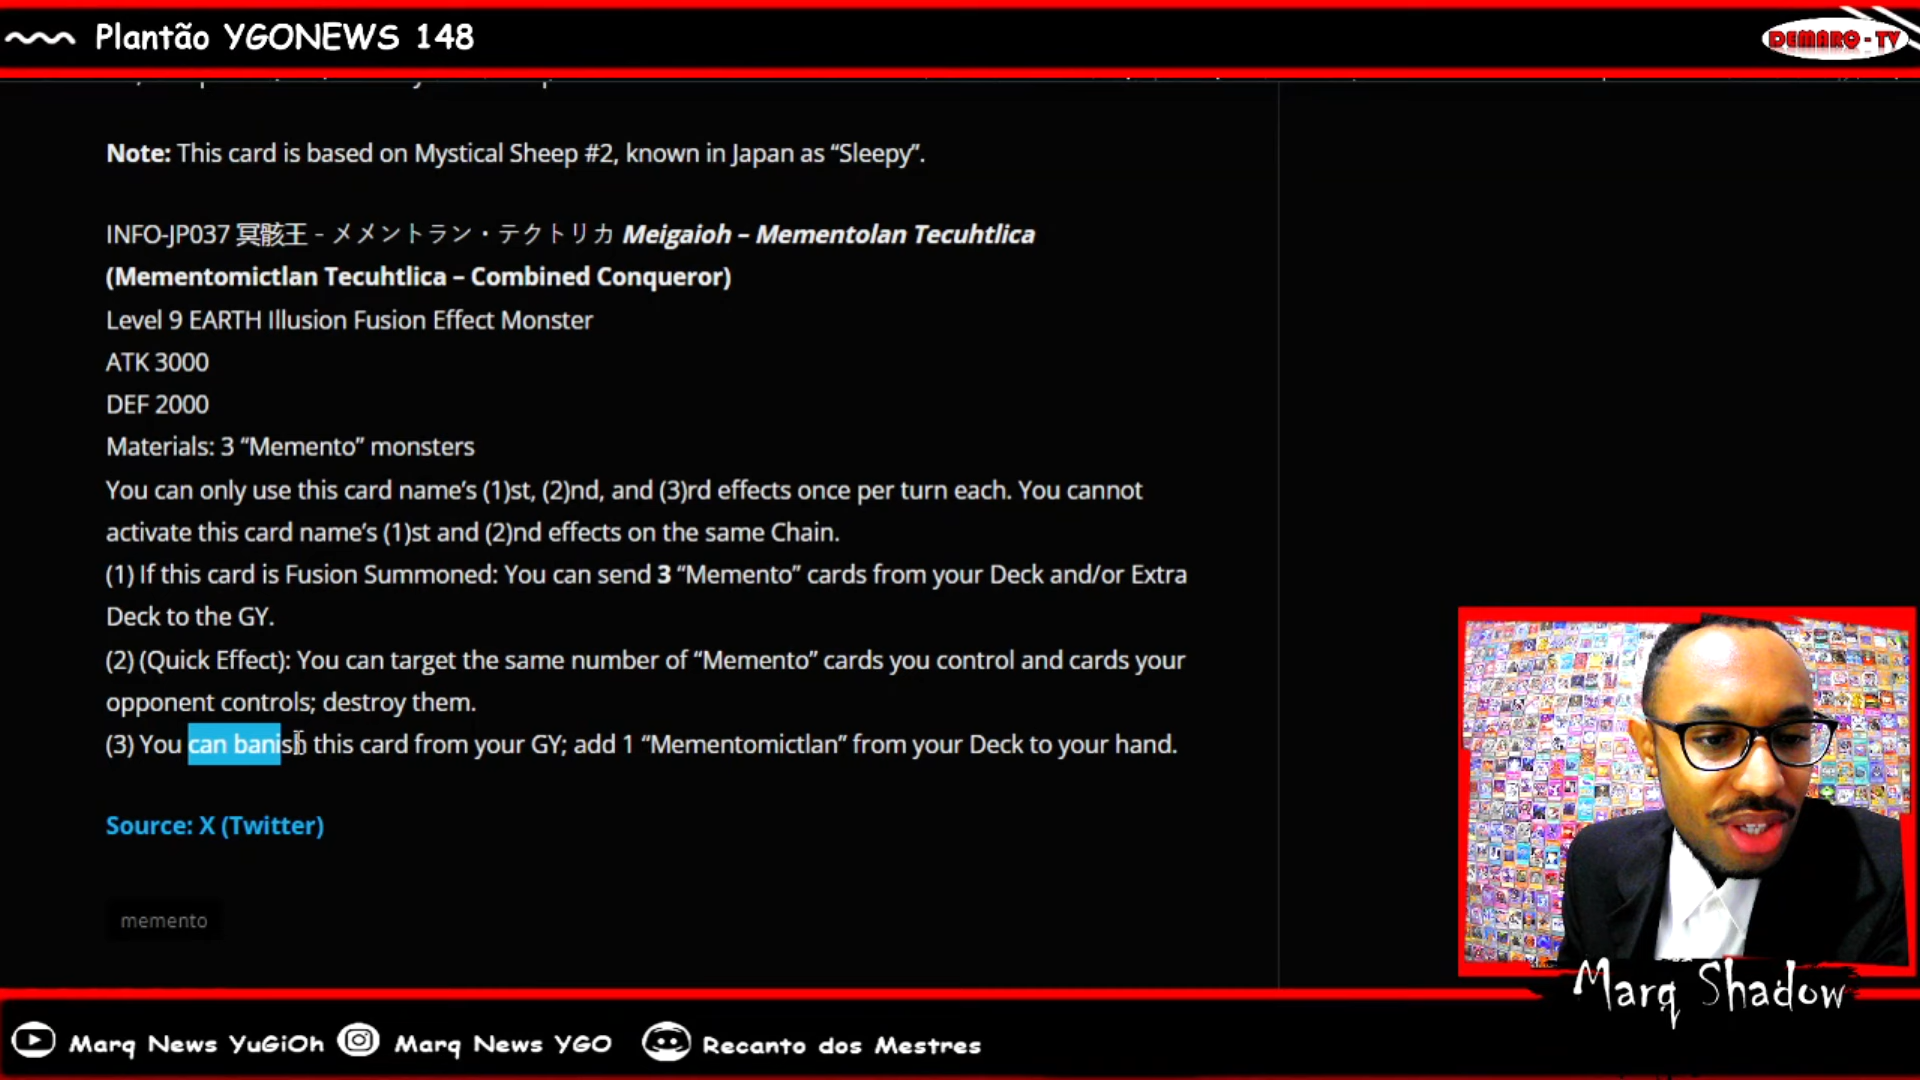 Plantão YGONEWS 148
DEMARQ-TV
Note: This card is based on Mystical Sheep #2, known in Japan as “Sleepy”.
INFO-JP037 冥骸王－メメントラン・テクトリカ Meigaioh – Mementolan Tecuhtlica
(Mementomictlan Tecuhtlica – Combined Conqueror)
Level 9 EARTH Illusion Fusion Effect Monster
ATK 3000
DEF 2000
Materials: 3 “Memento” monsters
You can only use this card name’s (1)st, (2)nd, and (3)rd effects once per turn each. You cannot
activate this card name’s (1)st and (2)nd effects on the same Chain.
(1) If this card is Fusion Summoned: You can send 3 “Memento” cards from your Deck and/or Extra
Deck to the GY.
(2) (Quick Effect): You can target the same number of “Memento” cards you control and cards your
opponent controls; destroy them.
(3) You can banish this card from your GY; add 1 “Mementomictlan” from your Deck to your hand.
Source: X (Twitter)
memento
Marq Shadow
Marq News YuGiOh Marq News YGO Recanto dos Mestres